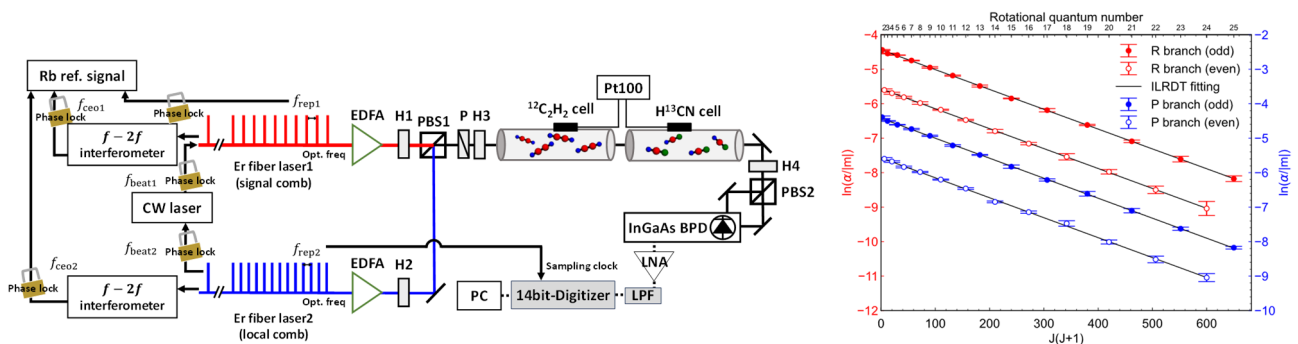 Rb ref. signal
f_ceo1
Phase lock
Phase lock
f_rep1
f − 2f
interferometer
Opt. freq
Er fiber laser1
(signal comb)
f_beat1
Phase lock
CW laser
f_beat2
Phase lock
f_ceo2
Phase lock
f − 2f
interferometer
f_rep2
Opt. freq
Er fiber laser2
(local comb)
EDFA
H1
PBS1
P H3
EDFA
H2
Pt100
¹²C₂H₂ cell
H¹³CN cell
H4
PBS2
InGaAs BPD
LNA
Sampling clock
PC
14bit-Digitizer
LPF
Rotational quantum number
2 3 4 5 6 7 8 9 10 11 12 13 14 15 16 17 18 19 20 21 22 23 24 25
R branch (odd)
R branch (even)
ILRDT fitting
P branch (odd)
P branch (even)
ln(α/|m|)
−4
−5
−6
−7
−8
−9
−10
−11
−12
ln(α/|m|)
−2
−3
−4
−5
−6
−7
−8
−9
−10
0 100 200 300 400 500 600
J(J+1)